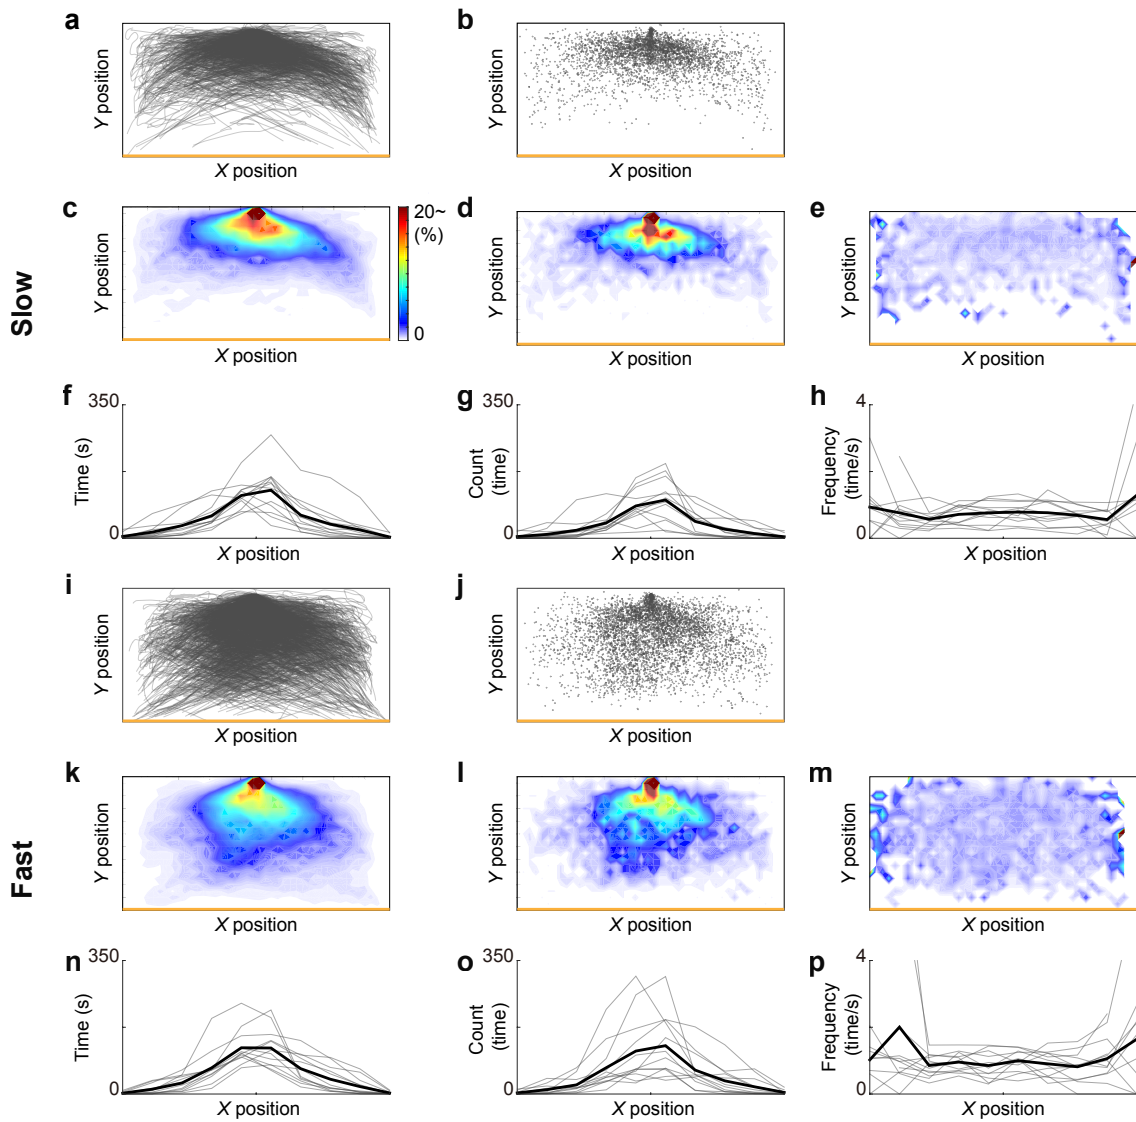 a
b
Y position
Y position
X position
X position
c
d
e
20~
(%)
0
Y position
Y position
Y position
X position
X position
X position
Slow
f
g
h
350
Time (s)
0
X position
350
Count
(time)
0
X position
4
Frequency
(time/s)
0
X position
i
j
Y position
Y position
X position
X position
k
l
m
Y position
Y position
Y position
X position
X position
X position
Fast
n
o
p
350
Time (s)
0
X position
350
Count
(time)
0
X position
4
Frequency
(time/s)
0
X position